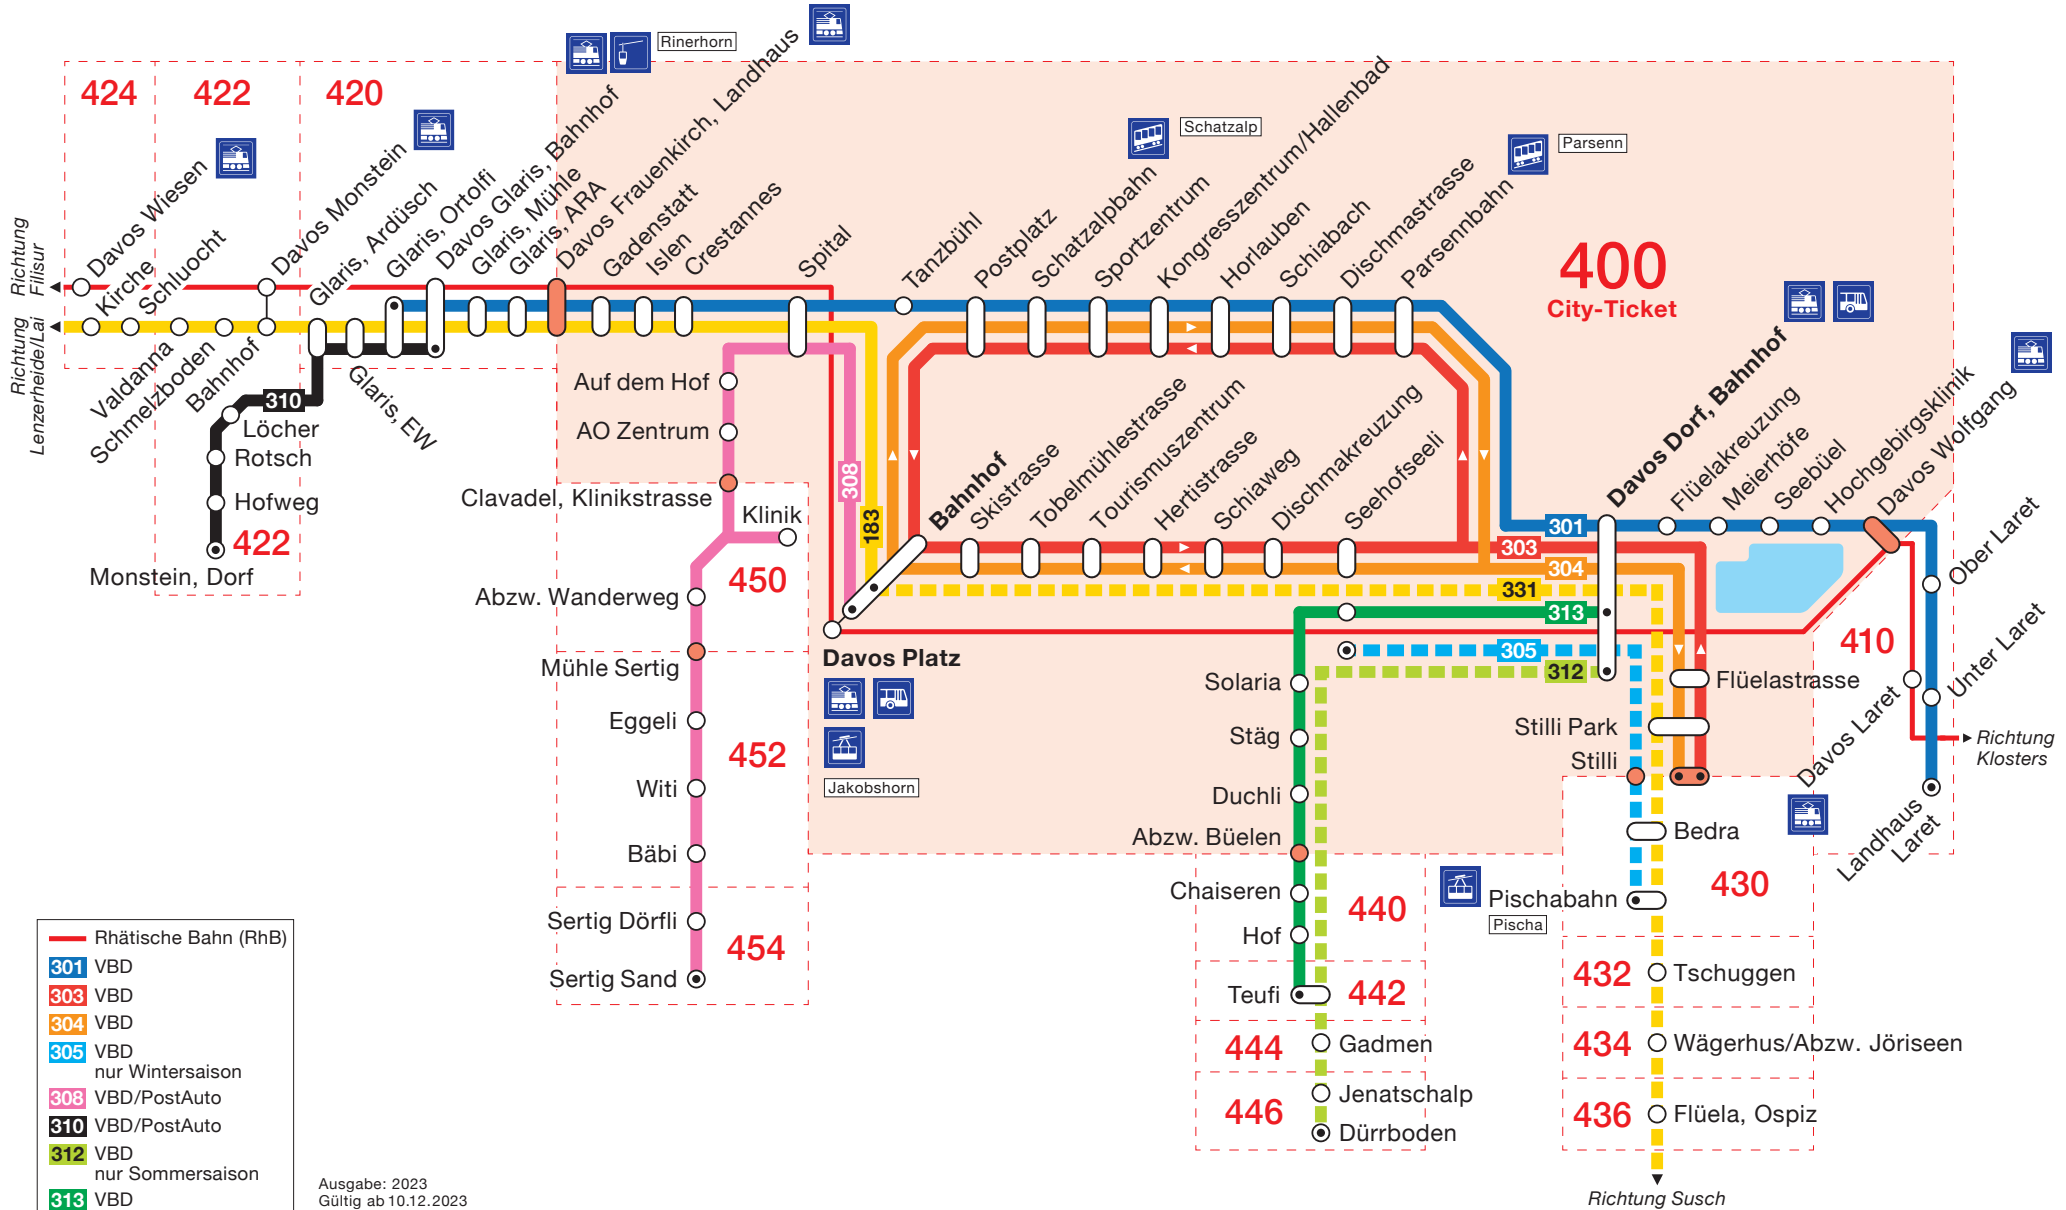 Rinerhorn
424
422
420
Davos Wiesen
Kirche
Schluocht
Davos Monstein
Glaris, Ardüsch
Glaris, Ortolfi
Davos Glaris, Bahnhof
Glaris, Mühle
Glaris, ARA
Davos Frauenkirch, Landhaus
Gadenstatt
Islen
Crestannes
Spital
Tanzbühl
Postplatz
Schatzalpbahn
Schatzalp
Sportzentrum
Kongresszentrum/Hallenbad
Horlauben
Schiabach
Dischmastrasse
Parsennbahn
Parsenn
400
City-Ticket
Richtung
Filisur
Richtung
Lenzerheide/Lai
Valdanna
Schmelzboden
Bahnhof
Glaris, EW
310
Löcher
Rotsch
Hofweg
422
Monstein, Dorf
Auf dem Hof
AO Zentrum
Clavadel, Klinikstrasse
Klinik
450
Abzw. Wanderweg
Mühle Sertig
Eggeli
452
Witi
Bäbi
Sertig Dörfli
454
Sertig Sand
308
183
Bahnhof
Skistrasse
Tobelmühlestrasse
Tourismuszentrum
Hertistrasse
Schiaweg
Dischmakreuzung
Seehofseeli
301
303
304
331
313
305
312
Davos Dorf, Bahnhof
Flüelakreuzung
Meierhöfe
Seebüel
Hochgebirgsklinik
Davos Wolfgang
Ober Laret
410
Unter Laret
Davos Laret
Richtung
Klosters
Landhaus
Laret
Davos Platz
Jakobshorn
Solaria
Stäg
Duchli
Abzw. Büelen
Chaiseren
440
Hof
Teufi
442
444
Gadmen
446
Jenatschalp
Dürrboden
Flüelastrasse
Stilli Park
Stilli
Bedra
430
Pischabahn
Pischa
432
Tschuggen
434
Wägerhus/Abzw. Jöriseen
436
Flüela, Ospiz
Richtung Susch
Rhätische Bahn (RhB)
301 VBD
303 VBD
304 VBD
305 VBD
nur Wintersaison
308 VBD/PostAuto
310 VBD/PostAuto
312 VBD
nur Sommersaison
313 VBD
Ausgabe: 2023
Gültig ab 10.12.2023